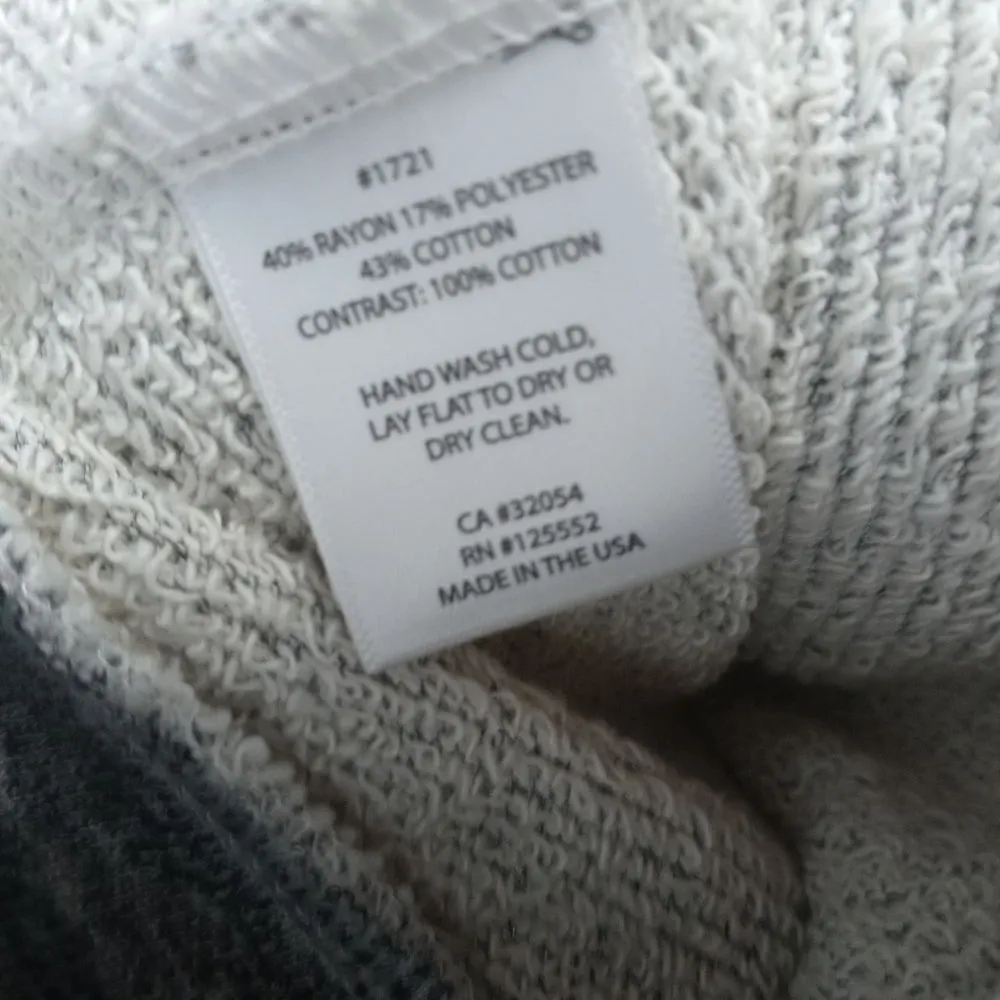 #1721
40% RAYON 17% POLYESTER
43% COTTON
CONTRAST: 100% COTTON
HAND WASH COLD,
LAY FLAT TO DRY OR
DRY CLEAN.
CA #32054
RN #125552
MADE IN THE USA